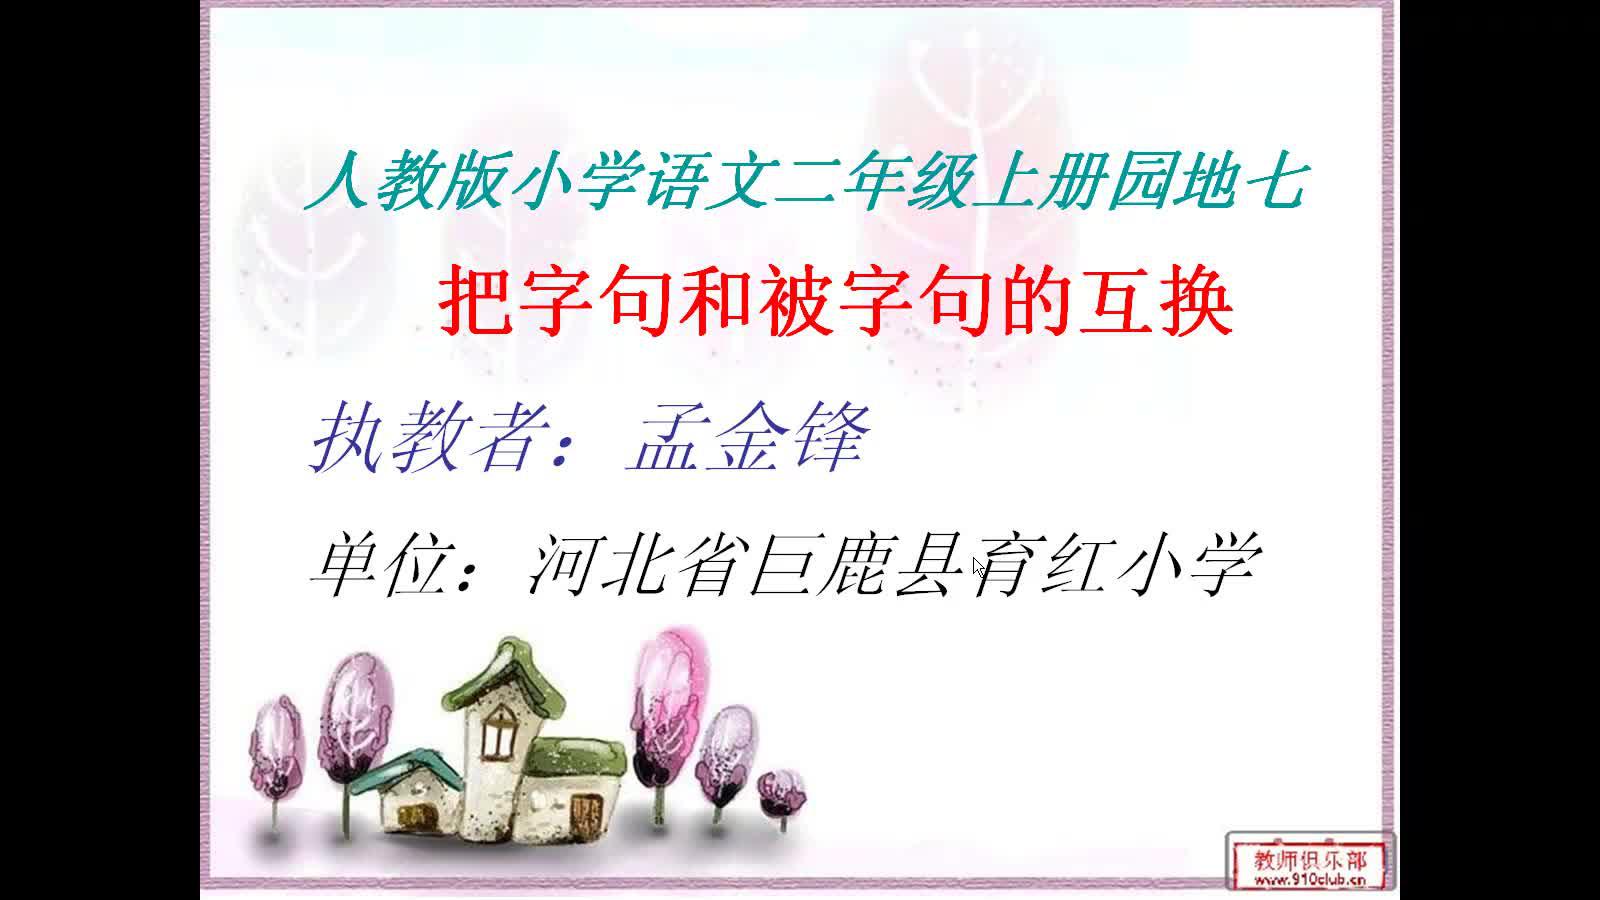 人教版小学语文二年级上册园地七
把字句和被字句的互换
执教者：孟金锋
单位：河北省巨鹿县育红小学
教师俱乐部
www.910club.cn